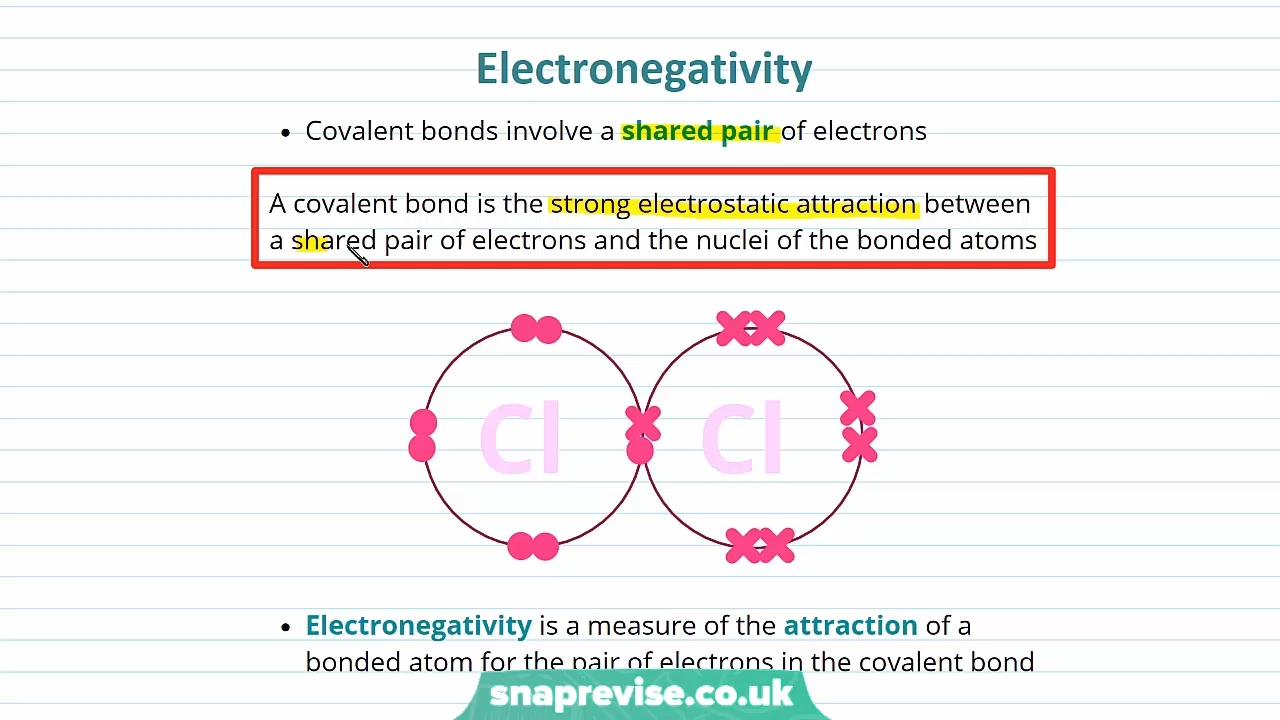 Electronegativity
• Covalent bonds involve a shared pair of electrons
A covalent bond is the strong electrostatic attraction between
a shared pair of electrons and the nuclei of the bonded atoms
Cl Cl
• Electronegativity is a measure of the attraction of a
bonded atom for the pair of electrons in the covalent bond
snaprevise.co.uk